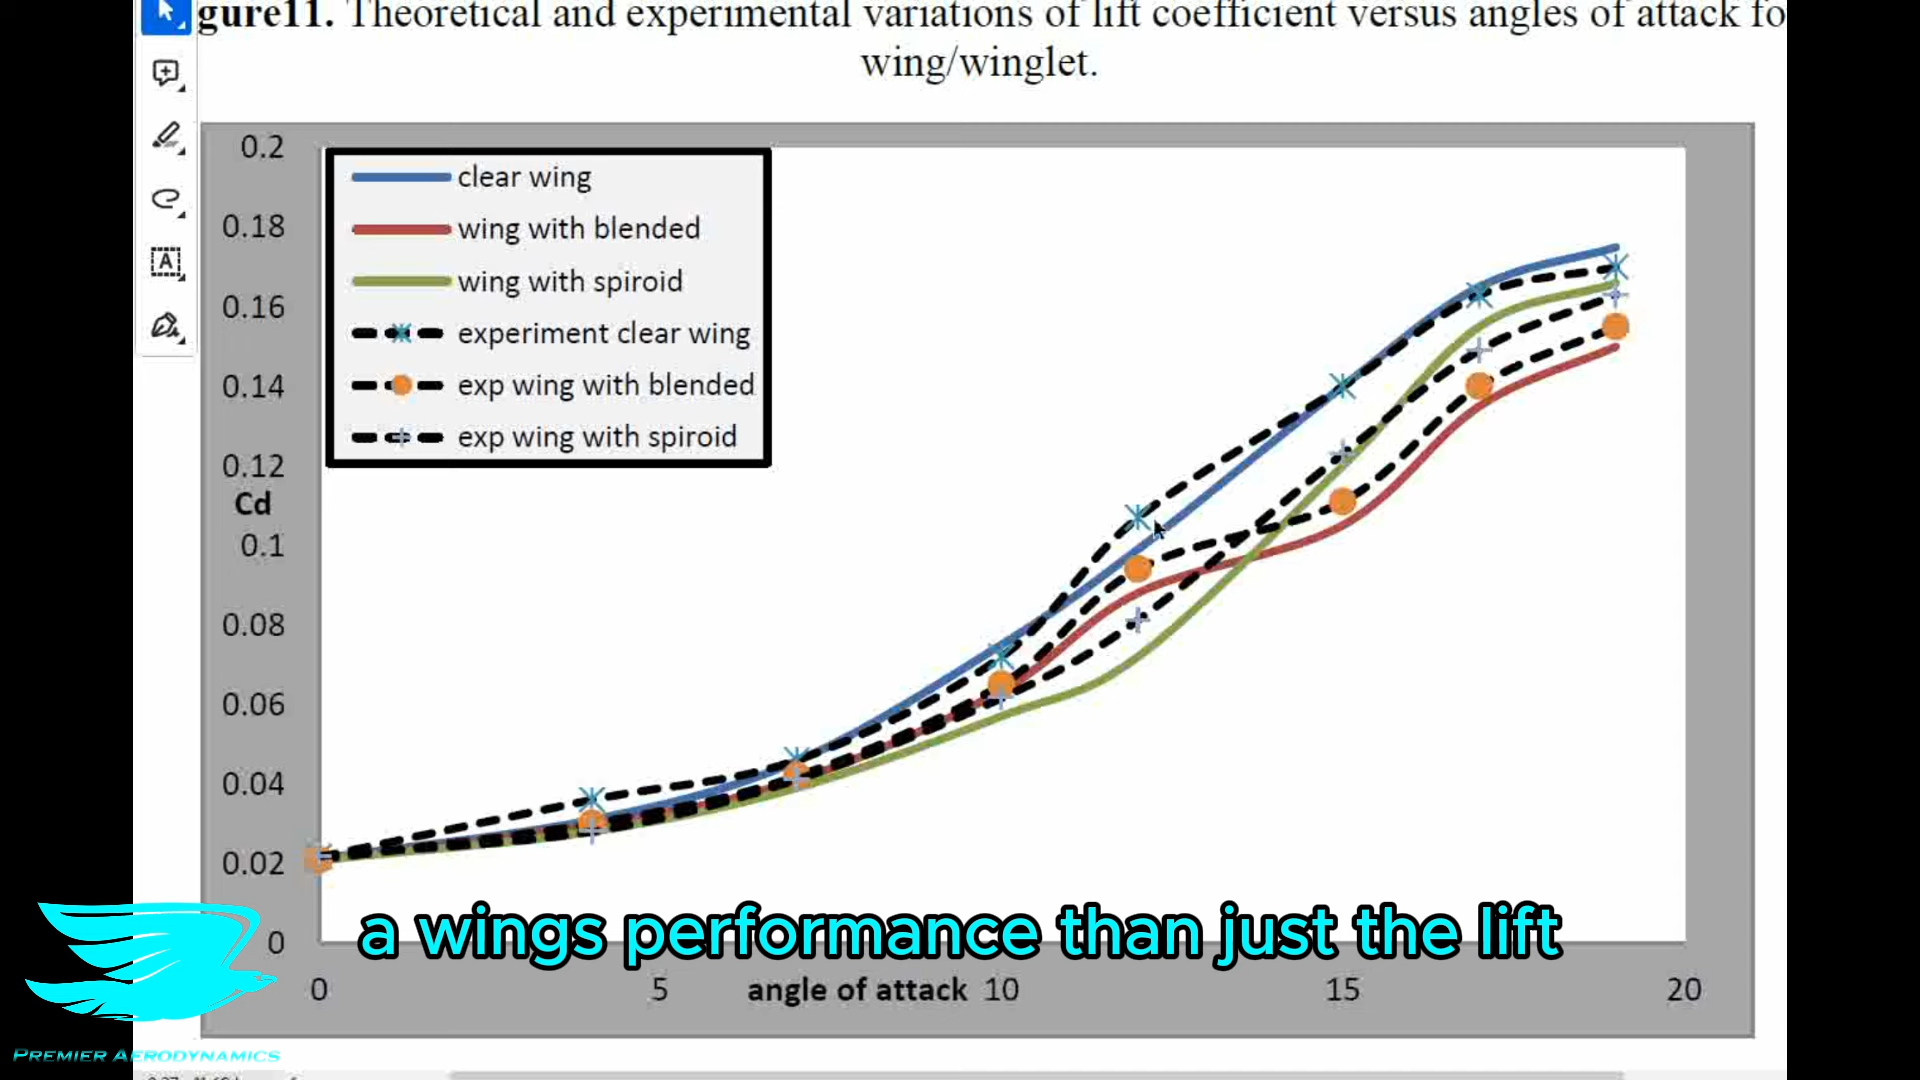 gure11. Theoretical and experimental variations of lift coefficient versus angles of attack fo
wing/winglet.
0.2
0.18
0.16
0.14
0.12
Cd
0.1
0.08
0.06
0.04
0.02
0
clear wing
wing with blended
wing with spiroid
experiment clear wing
exp wing with blended
exp wing with spiroid
a wings performance than just the lift
0 5 angle of attack 10 15 20
PREMIER AERODYNAMICS